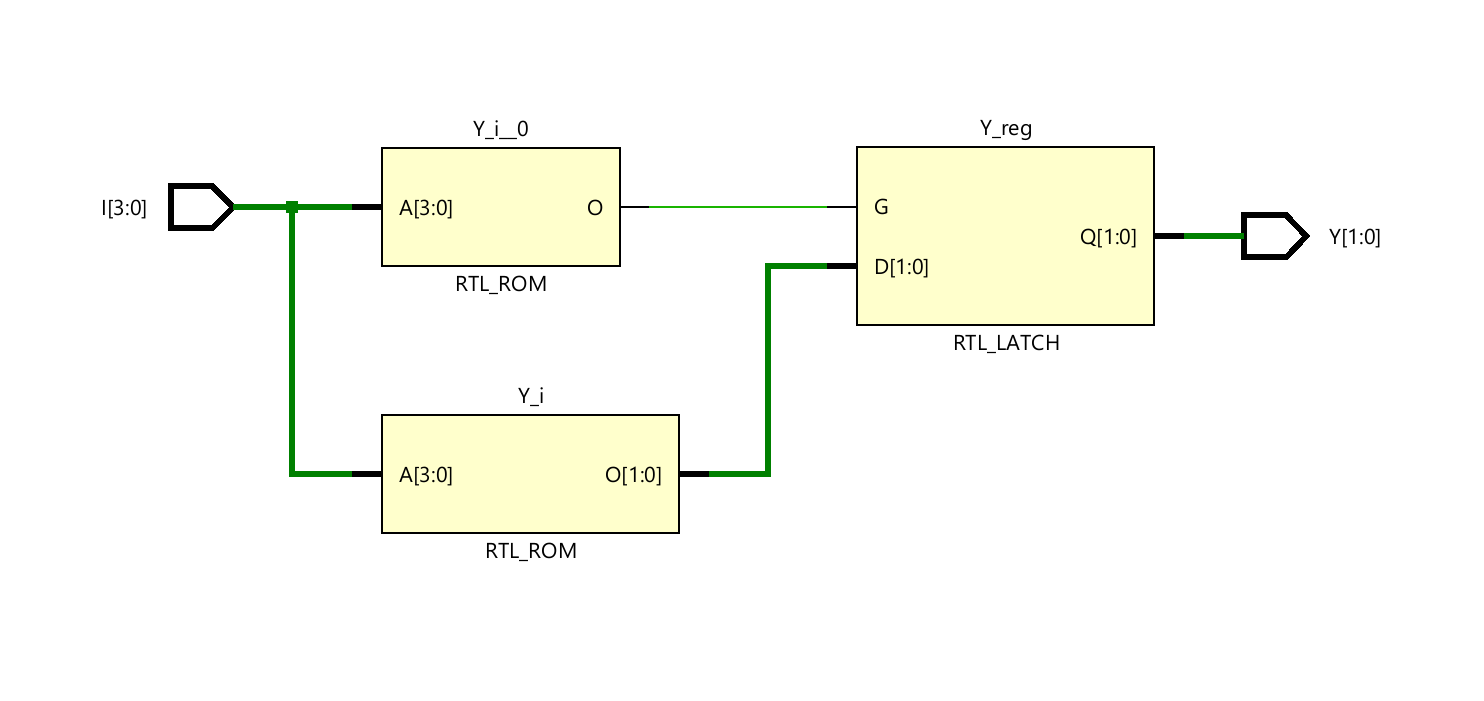 Y_i__0
I[3:0]
A[3:0]
O
RTL_ROM
Y_i
A[3:0]
O[1:0]
RTL_ROM
Y_reg
G
D[1:0]
Q[1:0]
RTL_LATCH
Y[1:0]